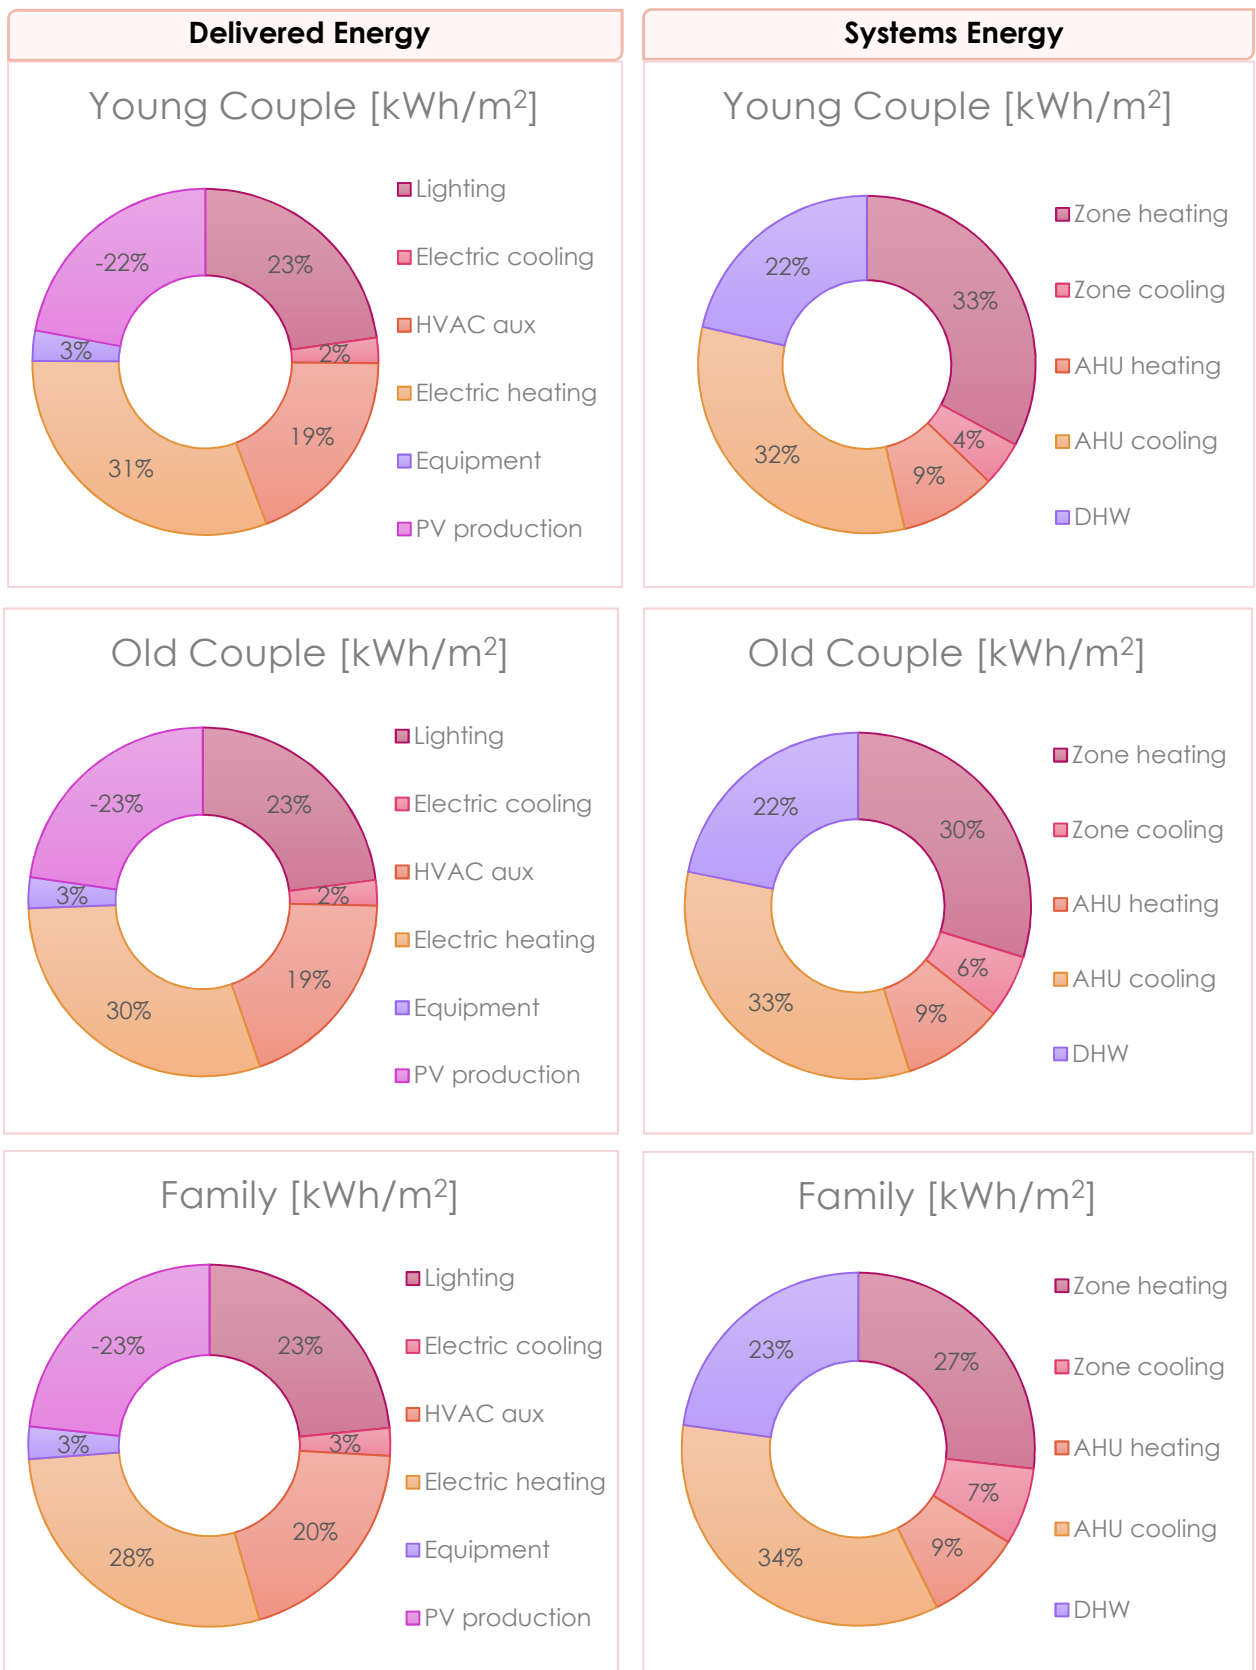 Delivered Energy
Systems Energy
Young Couple [kWh/m²]
-22%
23%
3%
2%
19%
31%
Lighting
Electric cooling
HVAC aux
Electric heating
Equipment
PV production
Young Couple [kWh/m²]
22%
33%
4%
9%
32%
Zone heating
Zone cooling
AHU heating
AHU cooling
DHW
Old Couple [kWh/m²]
-23%
23%
3%
2%
19%
30%
Lighting
Electric cooling
HVAC aux
Electric heating
Equipment
PV production
Old Couple [kWh/m²]
22%
30%
6%
9%
33%
Zone heating
Zone cooling
AHU heating
AHU cooling
DHW
Family [kWh/m²]
-23%
23%
3%
3%
20%
28%
Lighting
Electric cooling
HVAC aux
Electric heating
Equipment
PV production
Family [kWh/m²]
23%
27%
7%
9%
34%
Zone heating
Zone cooling
AHU heating
AHU cooling
DHW